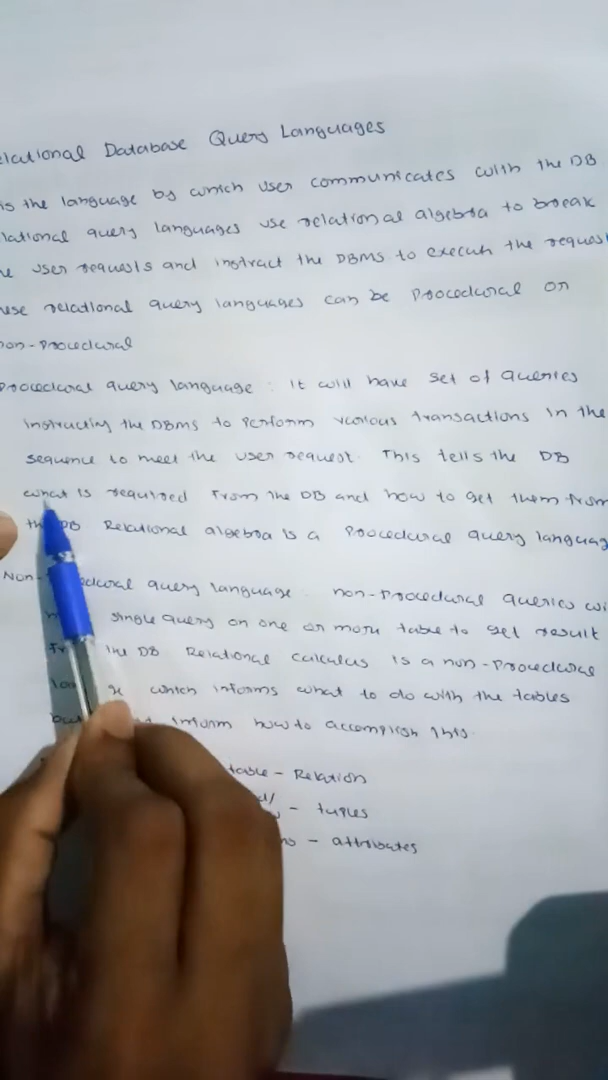 Relational Database Query Languages
is the language by which user communicates with the DB
lational query languages use relational algebra to break
user requests and instruct the DBMS to execute the request
use relational query languages can be Procedural or
non-Procedural
Procedural query language : It will have set of queries
instructing the DBMS to Perform various transactions in the
sequence to meet the user request. This tells the DB
what is required from the DB and how to get them from
the DB Relational algebra is a Procedural query language
Non- edural query language non-Procedural queries wi
single query on one or more table to get result
the DB Relational calculus is a non-Procedural
which informs what to do with the tables
but inform how to accomplish this.
table - Relation
- tuples
- attributes